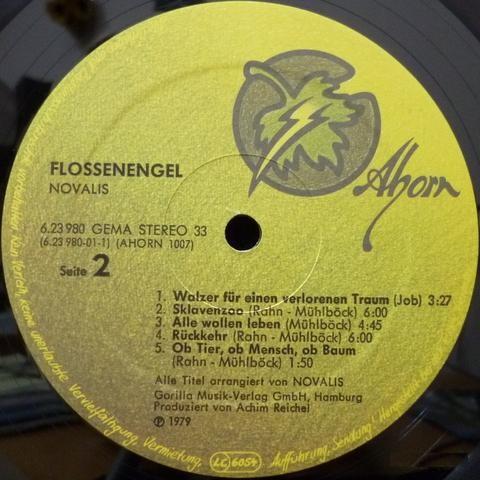 Ahorn
FLOSSENENGEL
NOVALIS
6.23 980 GEMA STEREO 33
(6.23 980-01-1) (AHORN 1007)
Seite 2
1. Walzer für einen verlorenen Traum (Job) 3:27
2. Sklavenzoo (Rahn - Mühlböck) 6:00
3. Alle wollen leben (Mühlböck) 4:45
4. Rückkehr (Rahn - Mühlböck) 6:00
5. Ob Tier, ob Mensch, ob Baum
(Rahn - Mühlböck) 1:50
Alle Titel arrangiert von NOVALIS
Gorilla Musik-Verlag GmbH, Hamburg
Produziert von Achim Reichel
Ⓟ 1979
LC 6054
keine unerlaubte Vervielfältigung, Vermietung, Aufführung, Sendung!